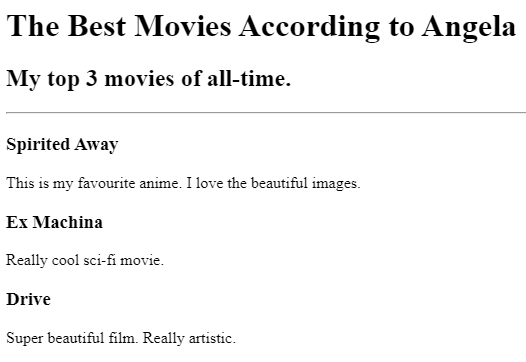 The Best Movies According to Angela
My top 3 movies of all-time.
Spirited Away
This is my favourite anime. I love the beautiful images.
Ex Machina
Really cool sci-fi movie.
Drive
Super beautiful film. Really artistic.